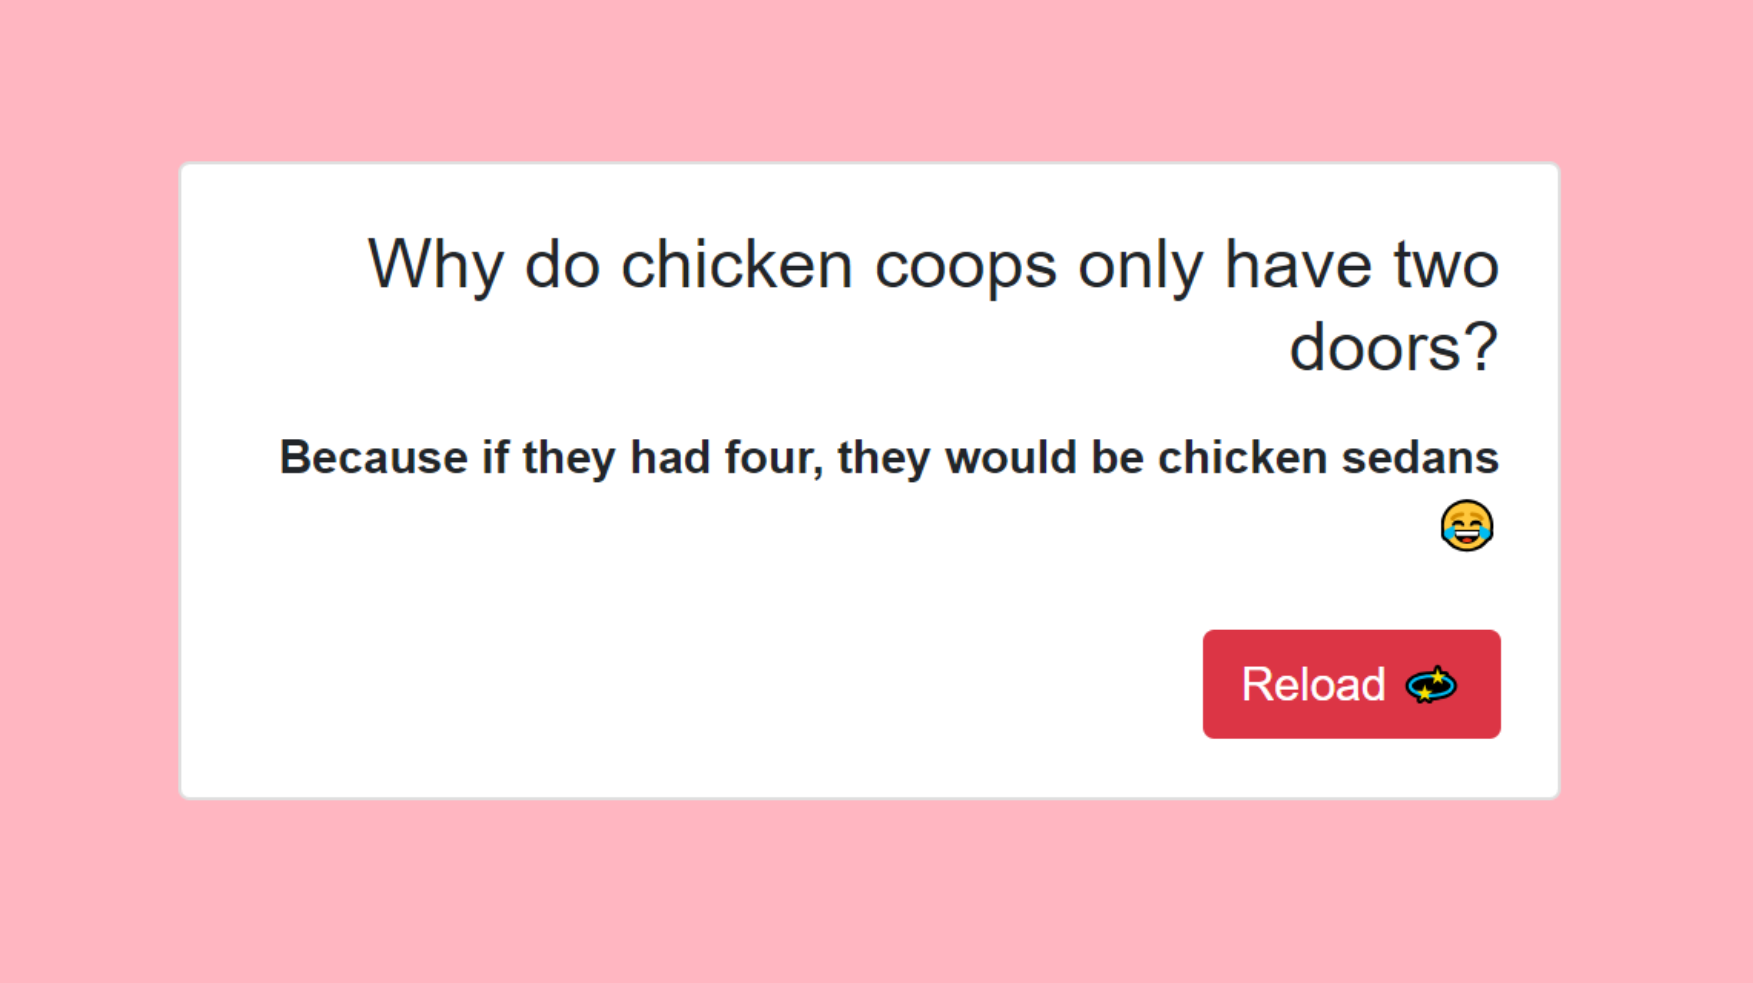 Why do chicken coops only have two
doors?
Because if they had four, they would be chicken sedans
😂
Reload 💫